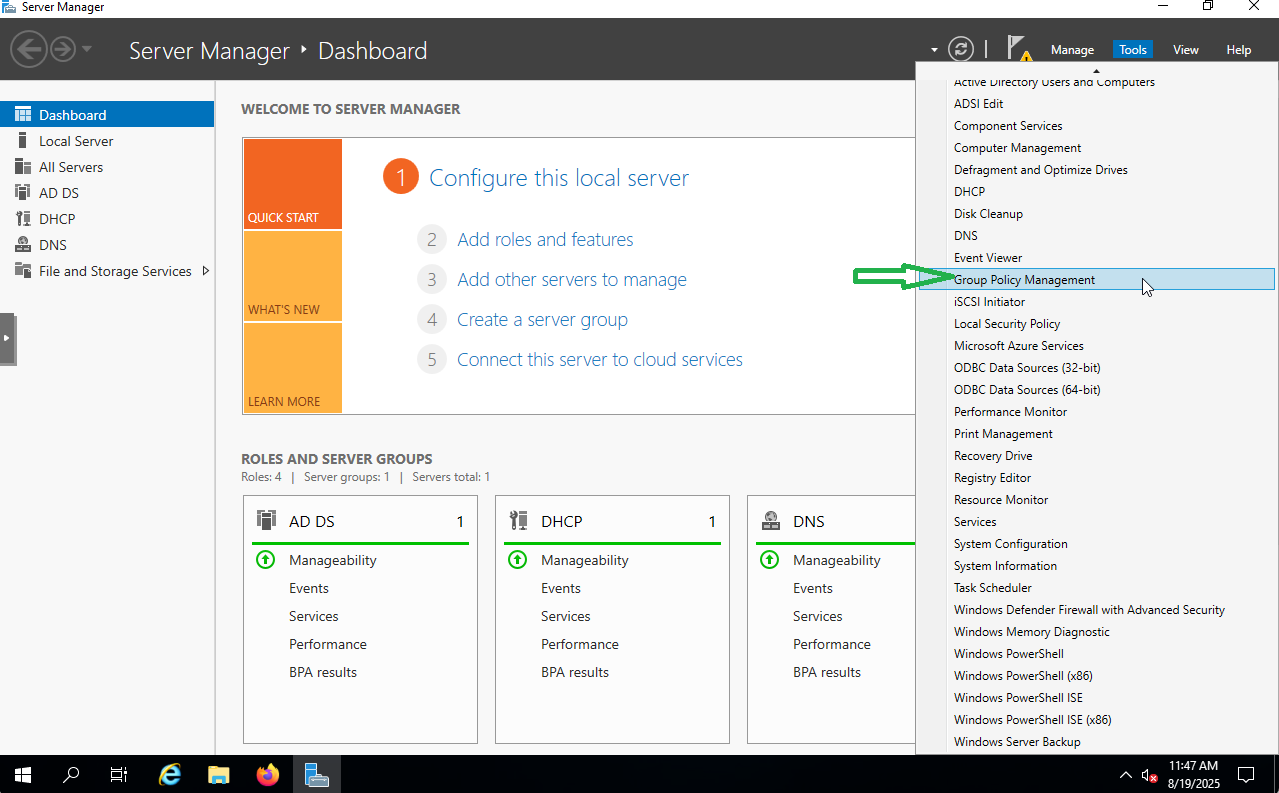 Server Manager
Server Manager
Dashboard
Manage
Tools
View
Help
Dashboard
Local Server
All Servers
AD DS
DHCP
DNS
File and Storage Services
WELCOME TO SERVER MANAGER
QUICK START
WHAT'S NEW
LEARN MORE
1 Configure this local server
2 Add roles and features
3 Add other servers to manage
4 Create a server group
5 Connect this server to cloud services
ROLES AND SERVER GROUPS
Roles: 4 | Server groups: 1 | Servers total: 1
AD DS 1
Manageability
Events
Services
Performance
BPA results
DHCP 1
Manageability
Events
Services
Performance
BPA results
DNS
Manageability
Events
Services
Performance
BPA results
Active Directory Users and Computers
ADSI Edit
Component Services
Computer Management
Defragment and Optimize Drives
DHCP
Disk Cleanup
DNS
Event Viewer
Group Policy Management
iSCSI Initiator
Local Security Policy
Microsoft Azure Services
ODBC Data Sources (32-bit)
ODBC Data Sources (64-bit)
Performance Monitor
Print Management
Recovery Drive
Registry Editor
Resource Monitor
Services
System Configuration
System Information
Task Scheduler
Windows Defender Firewall with Advanced Security
Windows Memory Diagnostic
Windows PowerShell
Windows PowerShell (x86)
Windows PowerShell ISE
Windows PowerShell ISE (x86)
Windows Server Backup
11:47 AM
8/19/2025